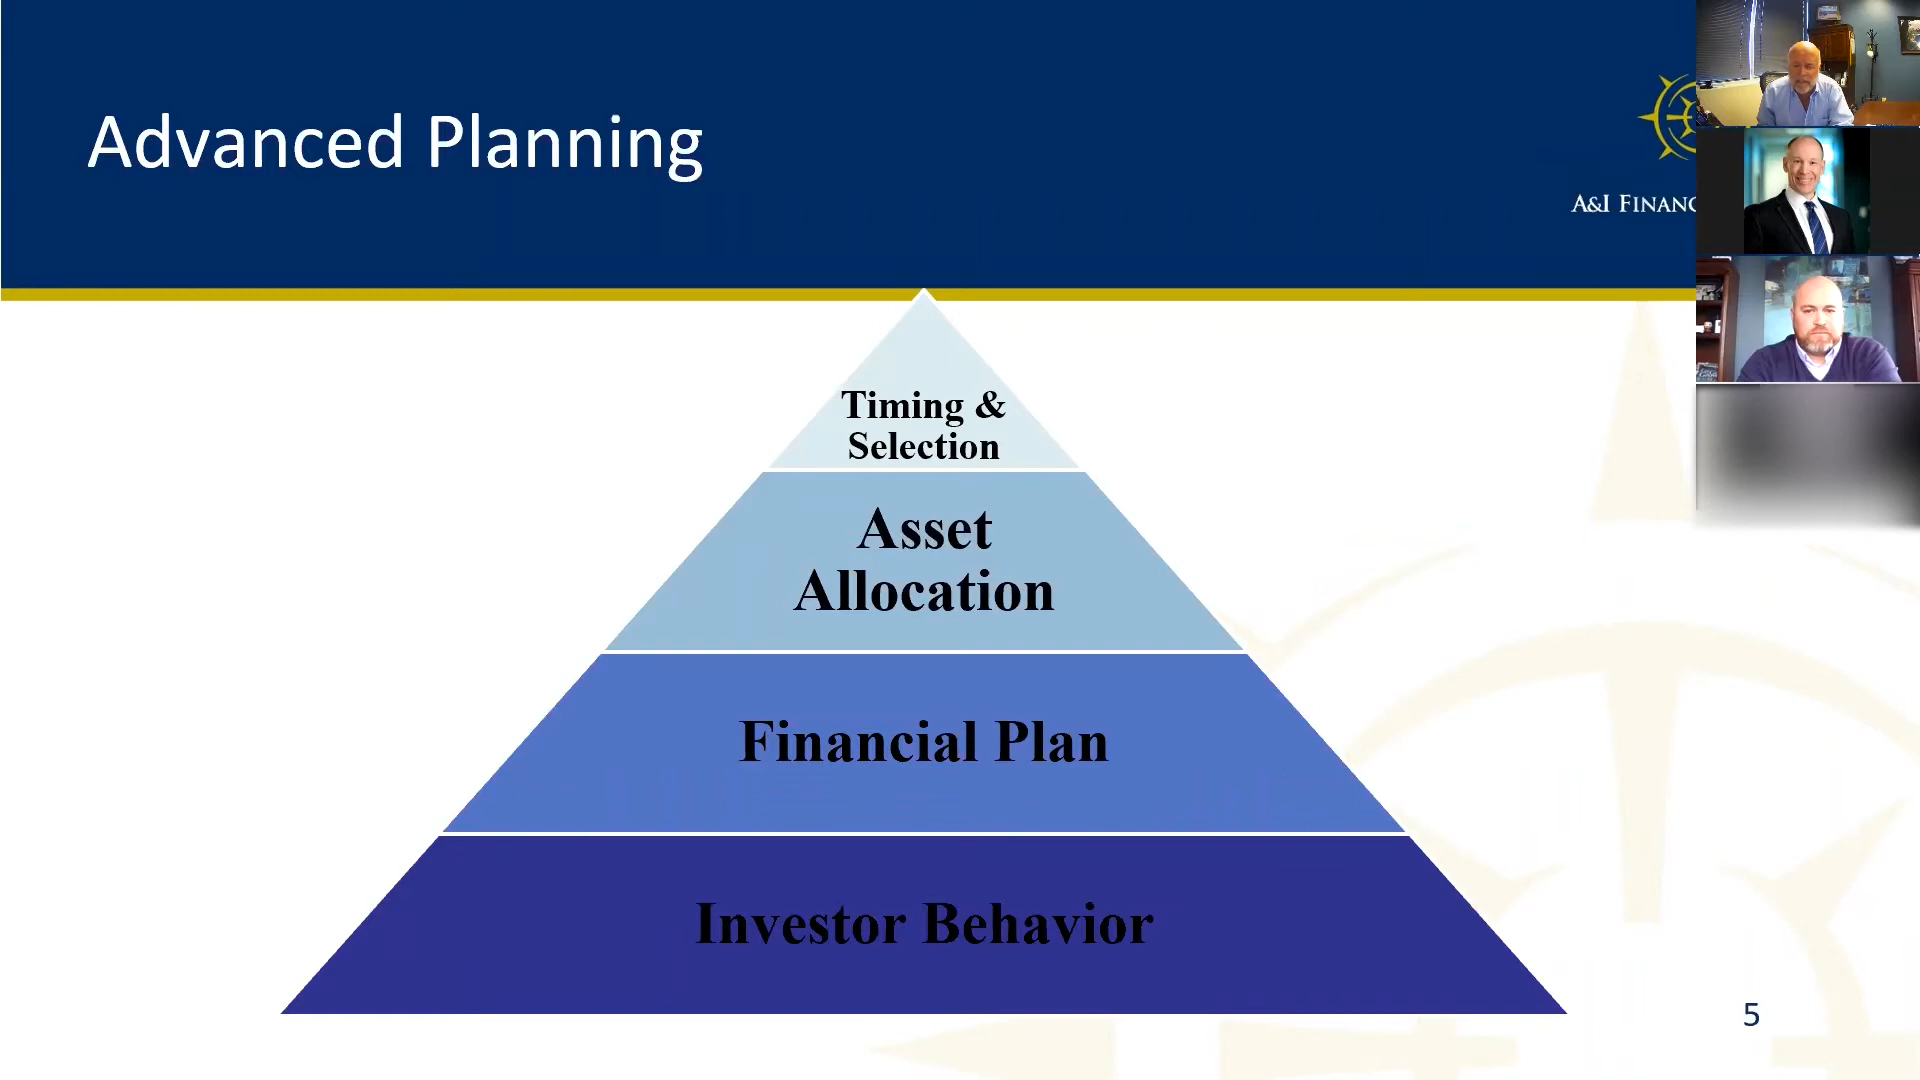 Advanced Planning
A&I FINANC
Timing &
Selection
Asset
Allocation
Financial Plan
Investor Behavior
5